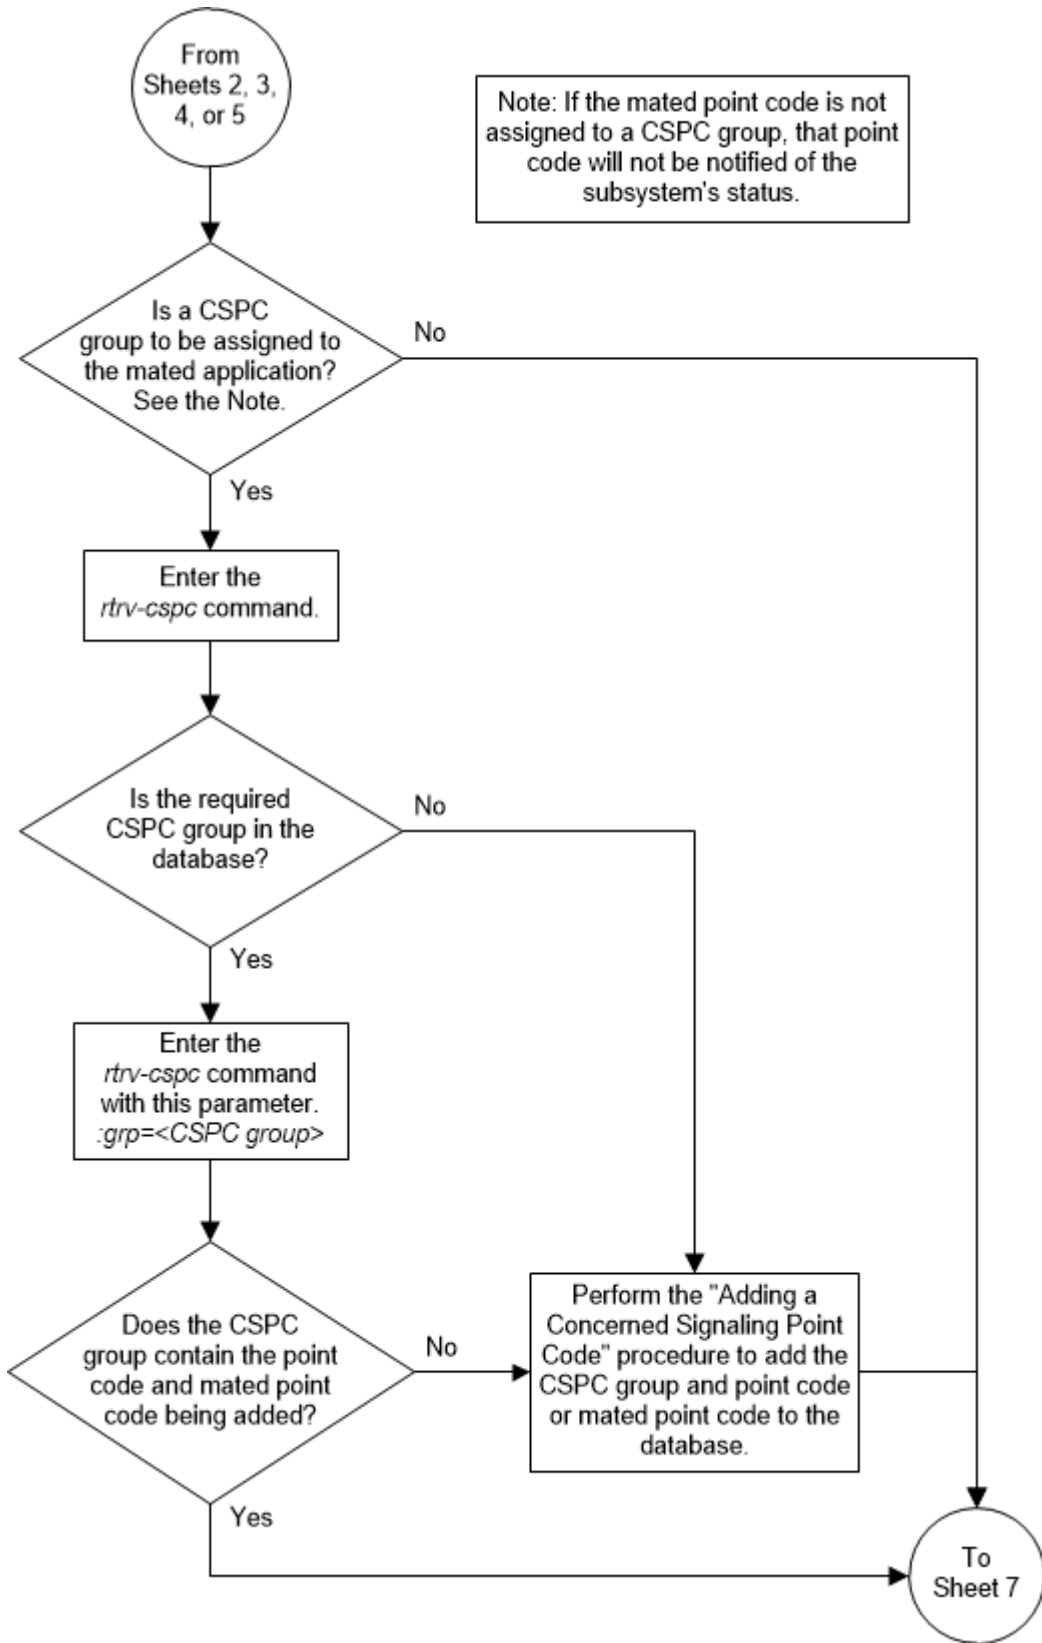 From
Sheets 2, 3,
4, or 5
Note: If the mated point code is not
assigned to a CSPC group, that point
code will not be notified of the
subsystem's status.
Is a CSPC
group to be assigned to
the mated application?
See the Note.
No
Yes
Enter the
rtrv-cspc command.
Is the required
CSPC group in the
database?
No
Yes
Enter the
rtrv-cspc command
with this parameter.
:grp=<CSPC group>
Does the CSPC
group contain the point
code and mated point
code being added?
No
Perform the "Adding a
Concerned Signaling Point
Code" procedure to add the
CSPC group and point code
or mated point code to the
database.
Yes
To
Sheet 7